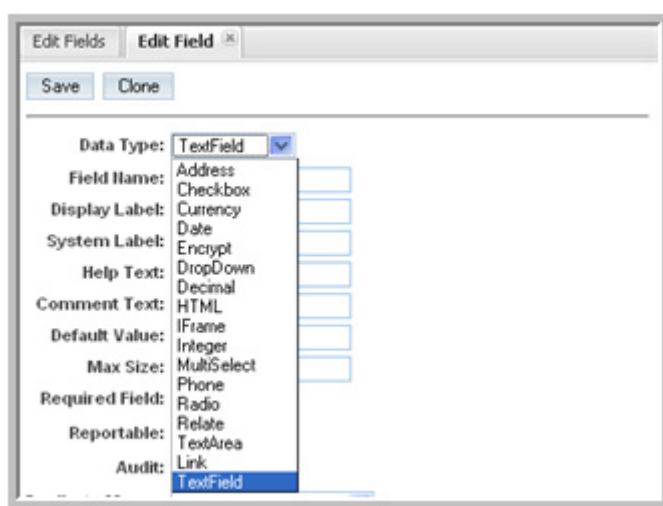 Edit Fields Edit Field
Save Clone
Data Type: TextField
Address
Field Name:
Checkbox
Display Label: Currency
Date
System Label:
Encrypt
Help Text: DropDown
Decimal
Comment Text: HTML
IFrame
Default Value:
Integer
Max Size: MultiSelect
Phone
Required Field:
Radio
Relate
Reportable:
TextArea
Audit: Link
TextField